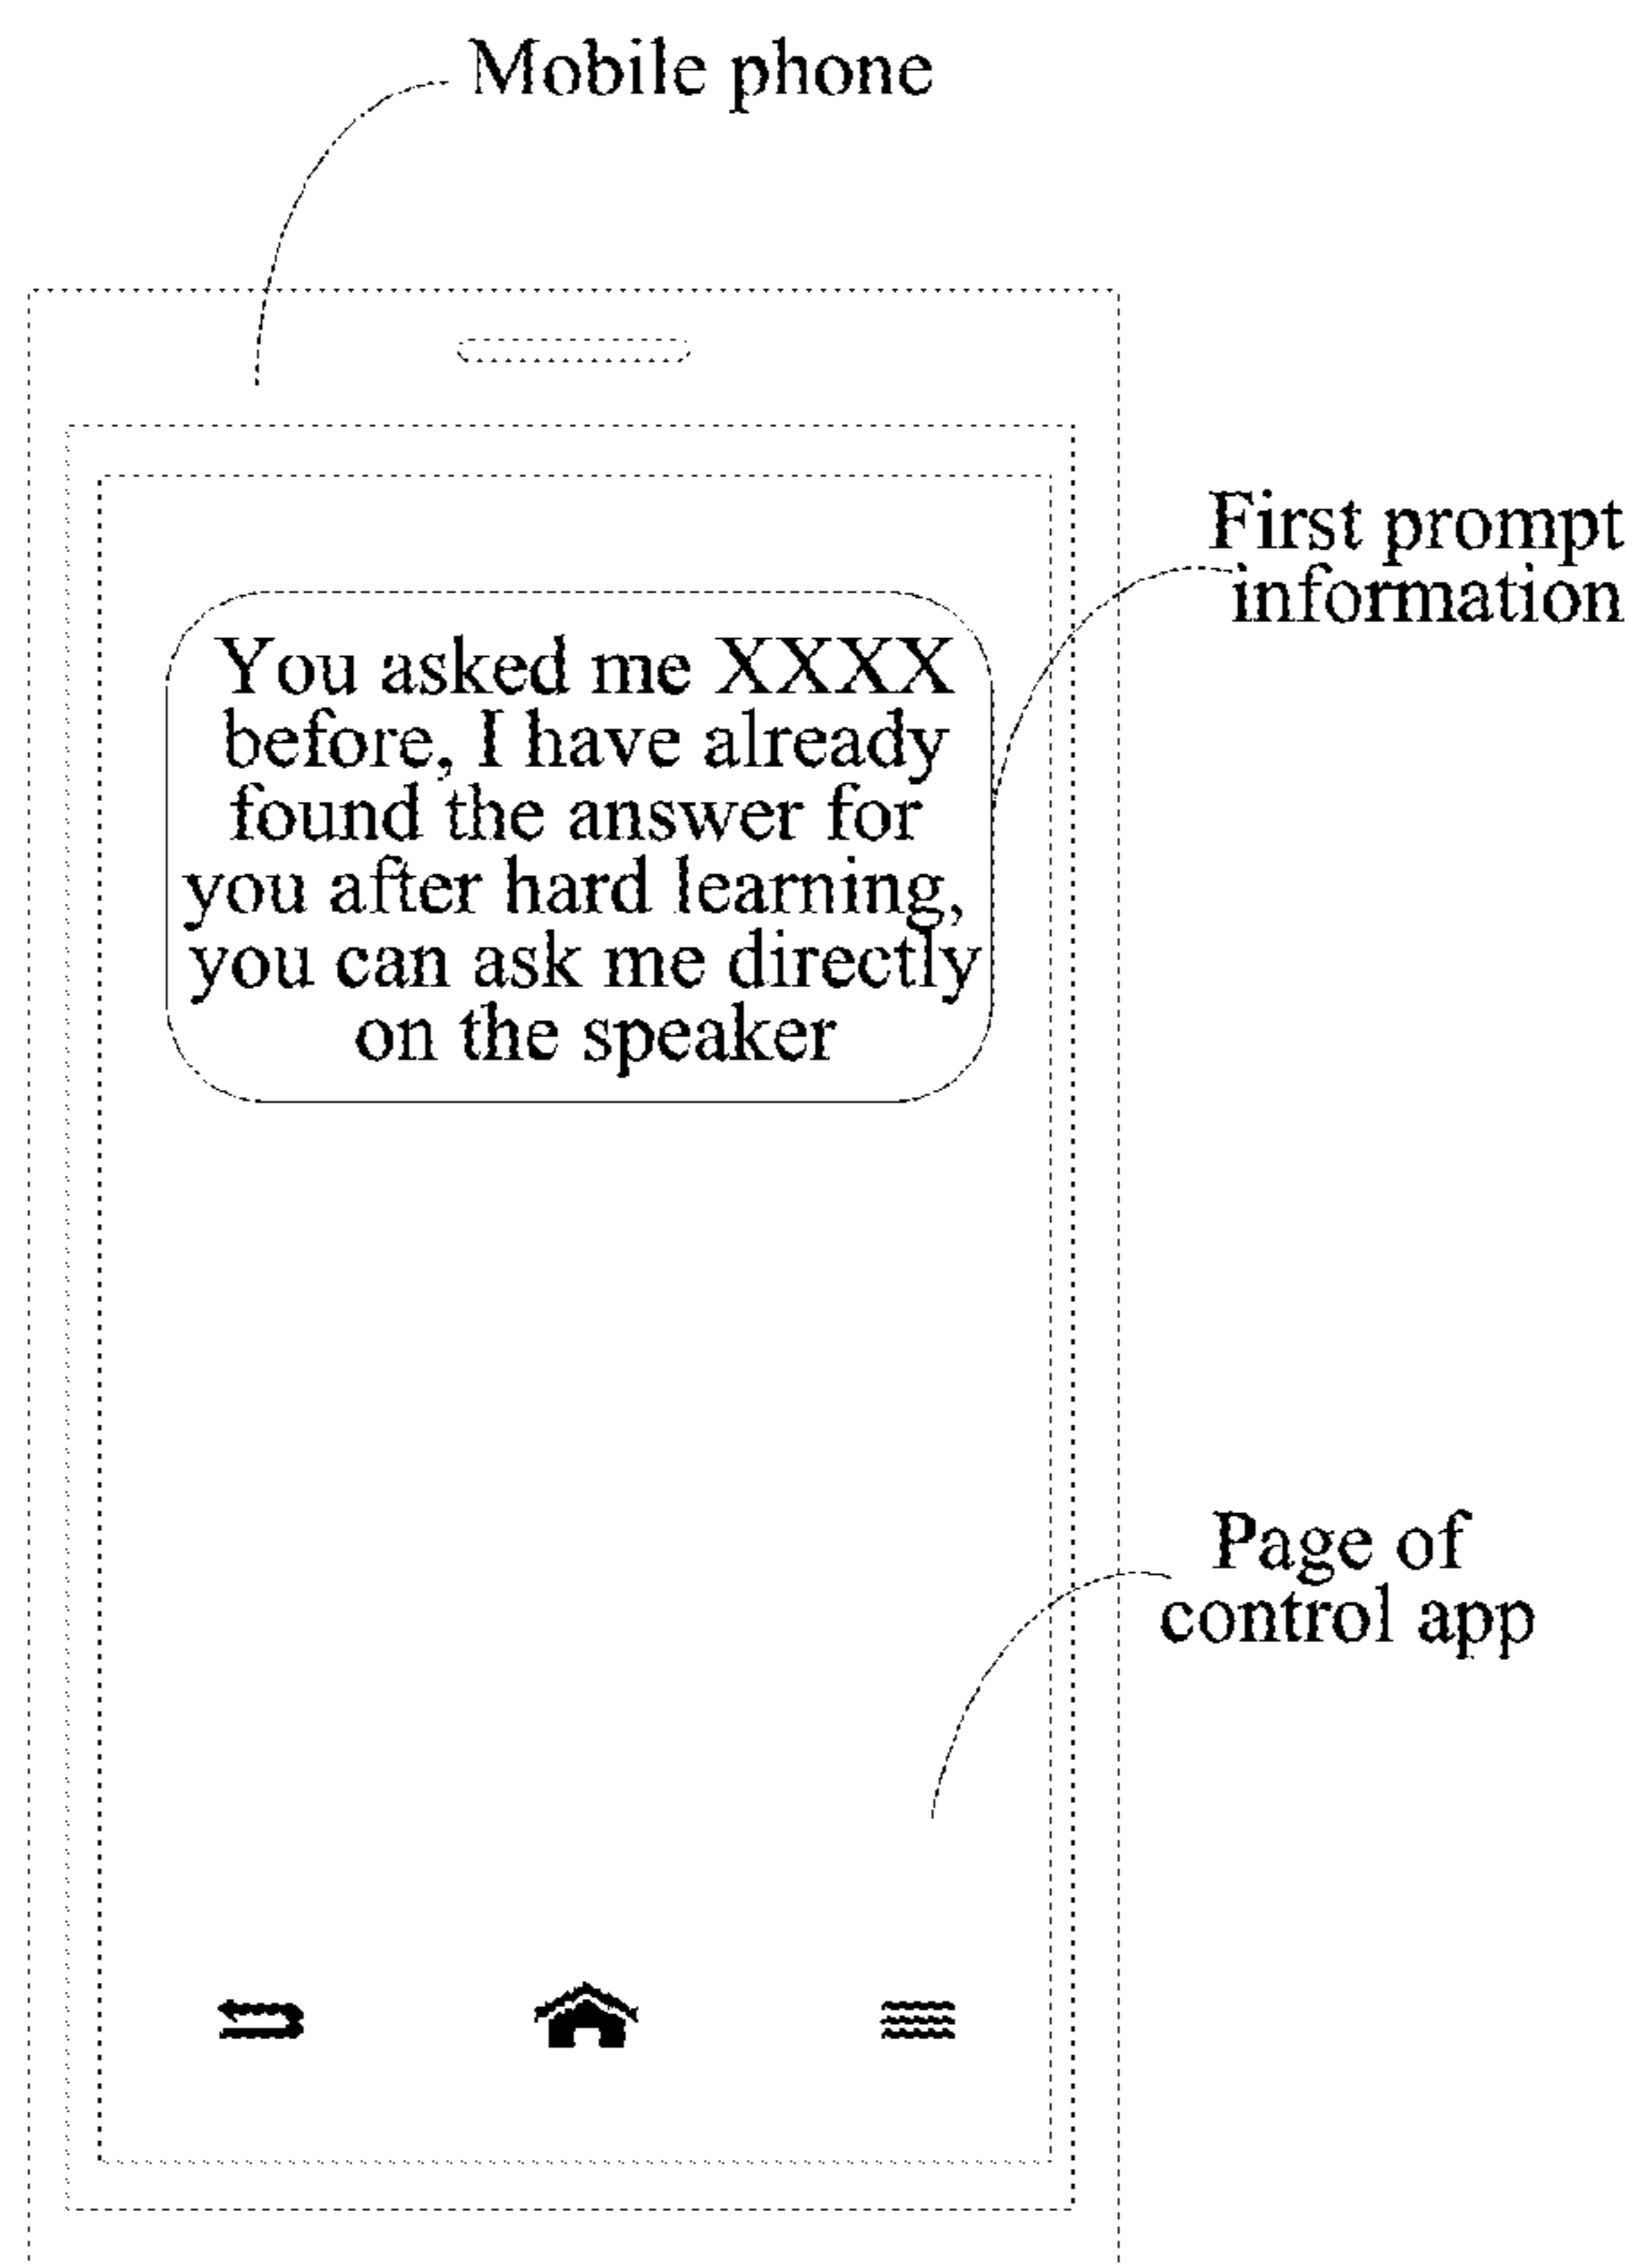 Mobile phone
First prompt
information
You asked me XXXX
before, I have already
found the answer for
you after hard learning,
you can ask me directly
on the speaker
Page of
control app